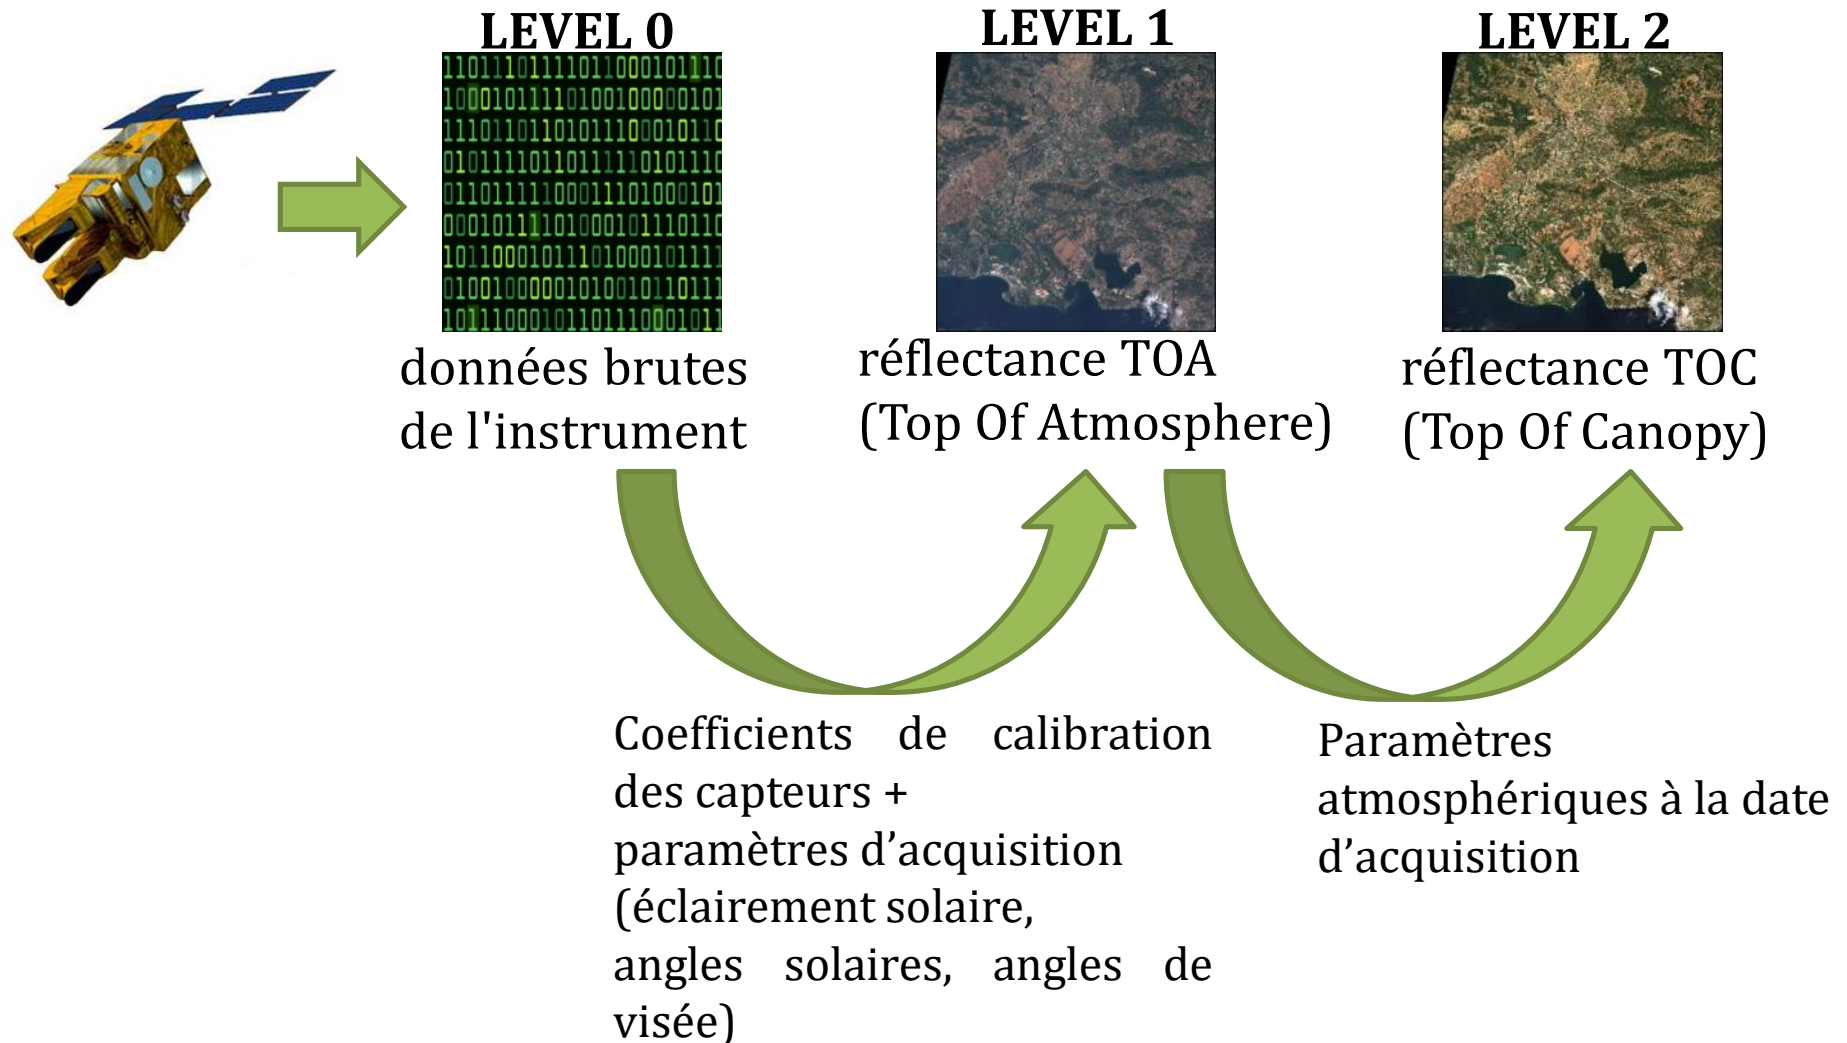 LEVEL 0
LEVEL 1
LEVEL 2
110111011110110001011110
données brutes
de l'instrument
réflectance TOA
(Top Of Atmosphere)
réflectance TOC
(Top Of Canopy)
Coefficients de calibration
des capteurs +
paramètres d’acquisition
(éclairement solaire,
angles solaires, angles de
visée)
Paramètres
atmosphériques à la date
d’acquisition